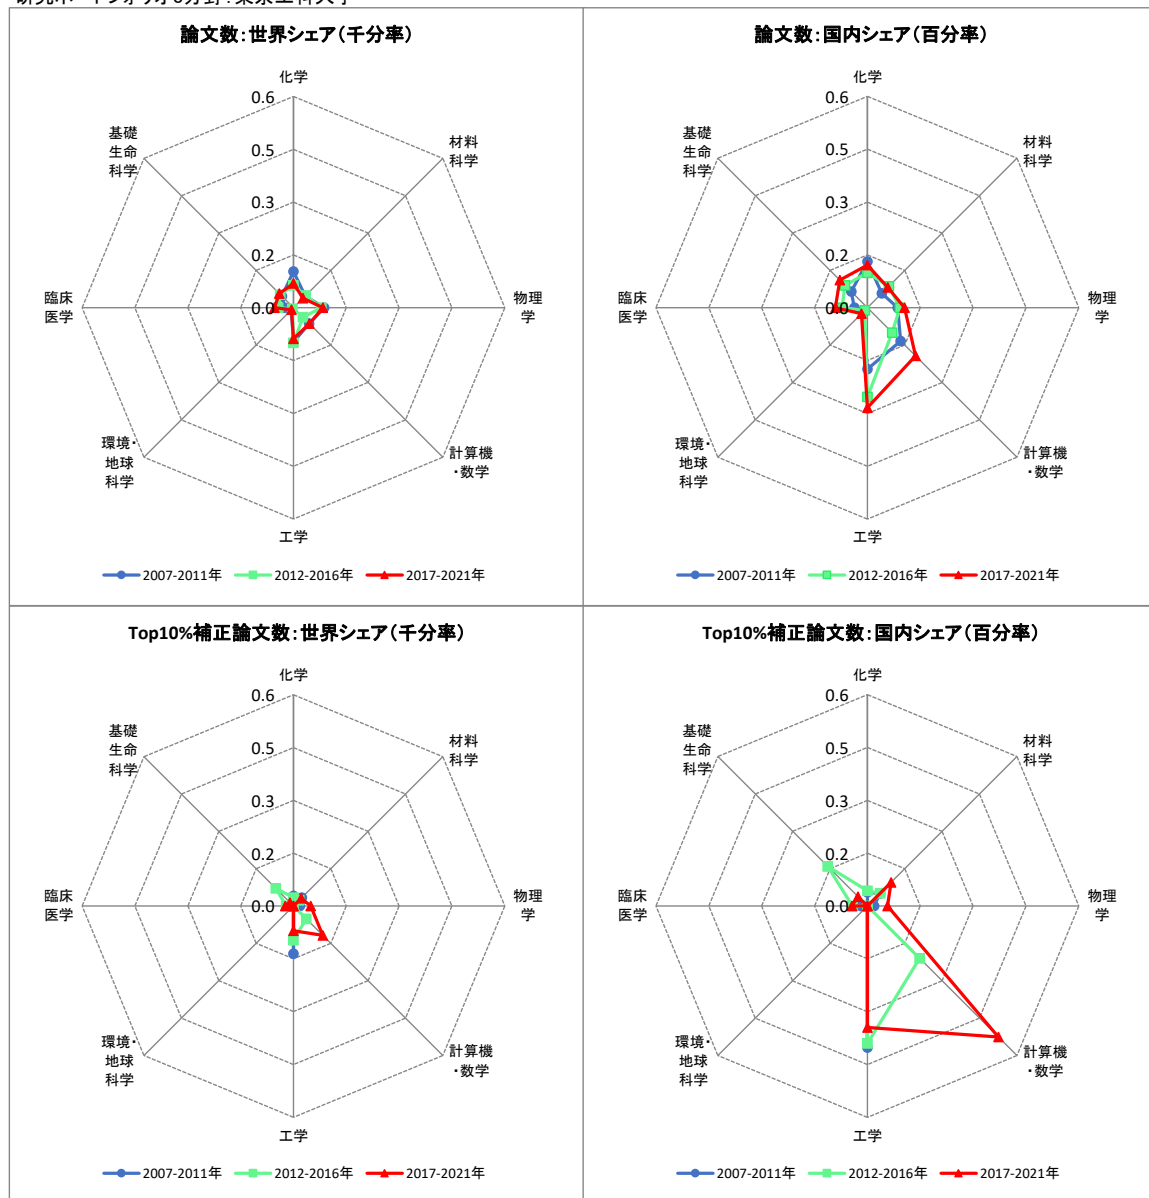 論文数：世界シェア（千分率）
化学
0.6
0.5
0.3
0.2
0.0
材料
科学
物理
学
計算機
・数学
工学
環境・
地球
科学
臨床
医学
基礎
生命
科学
2007-2011年
2012-2016年
2017-2021年
論文数：国内シェア（百分率）
化学
0.6
0.5
0.3
0.2
0.0
材料
科学
物理
学
計算機
・数学
工学
環境・
地球
科学
臨床
医学
基礎
生命
科学
2007-2011年
2012-2016年
2017-2021年
Top10%補正論文数：世界シェア（千分率）
化学
0.6
0.5
0.3
0.2
0.0
材料
科学
物理
学
計算機
・数学
工学
環境・
地球
科学
臨床
医学
基礎
生命
科学
2007-2011年
2012-2016年
2017-2021年
Top10%補正論文数：国内シェア（百分率）
化学
0.6
0.5
0.3
0.2
0.0
材料
科学
物理
学
計算機
・数学
工学
環境・
地球
科学
臨床
医学
基礎
生命
科学
2007-2011年
2012-2016年
2017-2021年